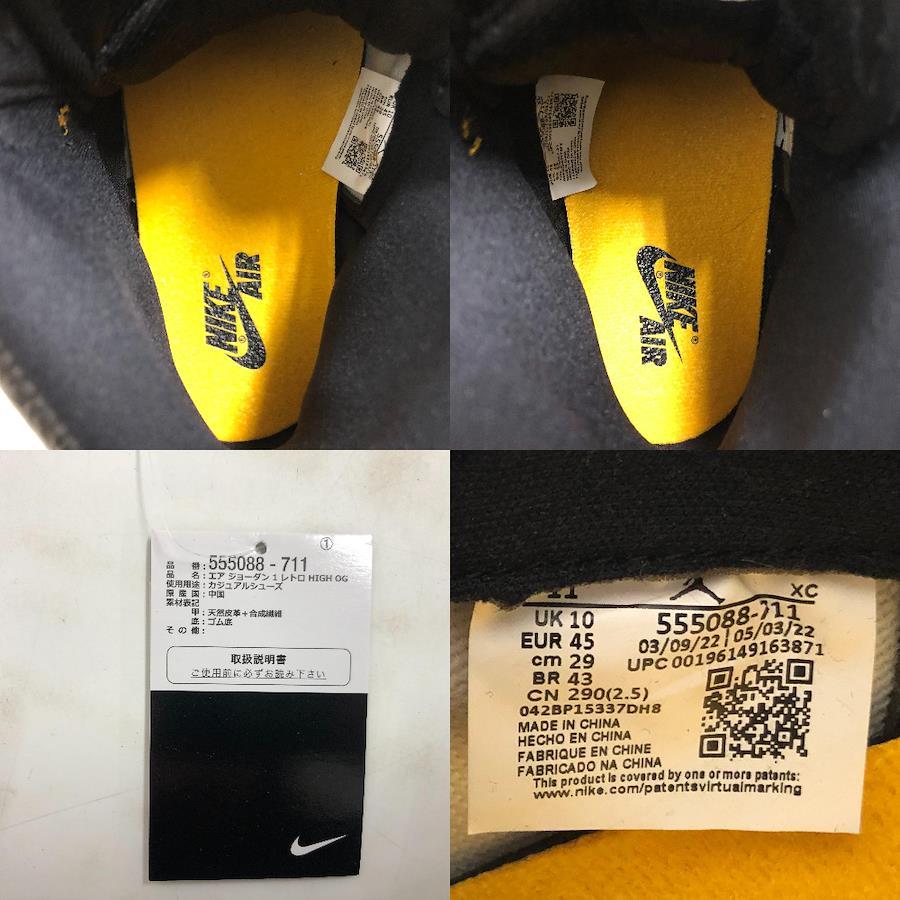 NIKE
AIR
NIKE
AIR
①
品 番:555088 - 711
品 名:エア ジョーダン 1 レトロ HIGH OG
使用用途:カジュアルシューズ
原 産 国:中国
素材表記
甲:天然皮革+合成繊維
底:ゴム底
そ の 他:
取扱説明書
ご使用前に必ずお読み下さい
11
XC
UK 10
EUR 45
cm 29
BR 43
CN 290(2.5)
555088-711
03/09/22 05/03/22
UPC 00196149163871
042BP15337DH8
MADE IN CHINA
HECHO EN CHINA
FABRIQUE EN CHINE
FABRICADO NA CHINA
This product is covered by one or more patents:
www.nike.com/patentsvirtualmarking